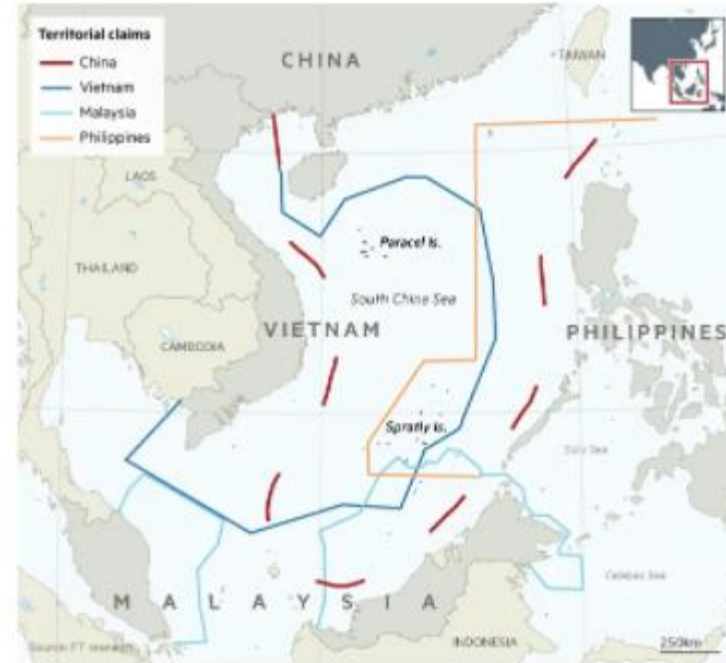 Territorial claims
China
Vietnam
Malaysia
Philippines
CHINA
TAIWAN
LAOS
Paracel is.
THAILAND
South China Sea
VIETNAM
PHILIPPINES
CAMBODIA
Spratly is.
Sulu Sea
Celebes Sea
MALAYSIA
INDONESIA
Source FT research
250km